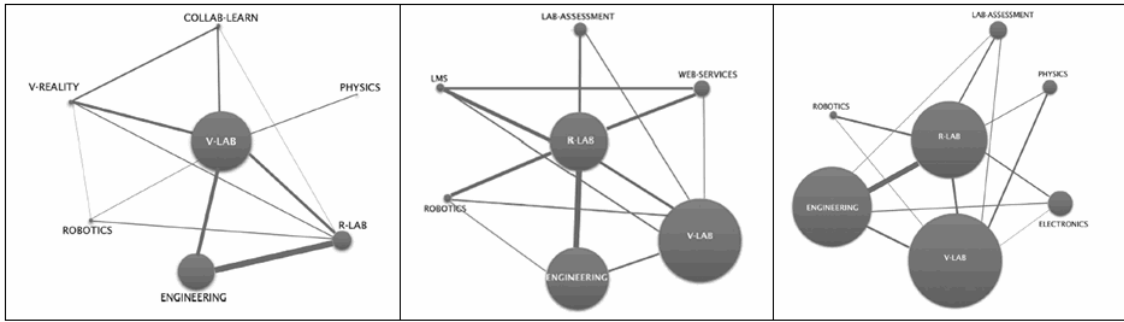 COLLAB-LEARN
V-REALITY
PHYSICS
V-LAB
ROBOTICS
R-LAB
ENGINEERING
LAB-ASSESSMENT
LMS
WEB-SERVICES
R-LAB
ROBOTICS
V-LAB
ENGINEERING
LAB-ASSESSMENT
PHYSICS
ROBOTICS
R-LAB
ENGINEERING
ELECTRONICS
V-LAB